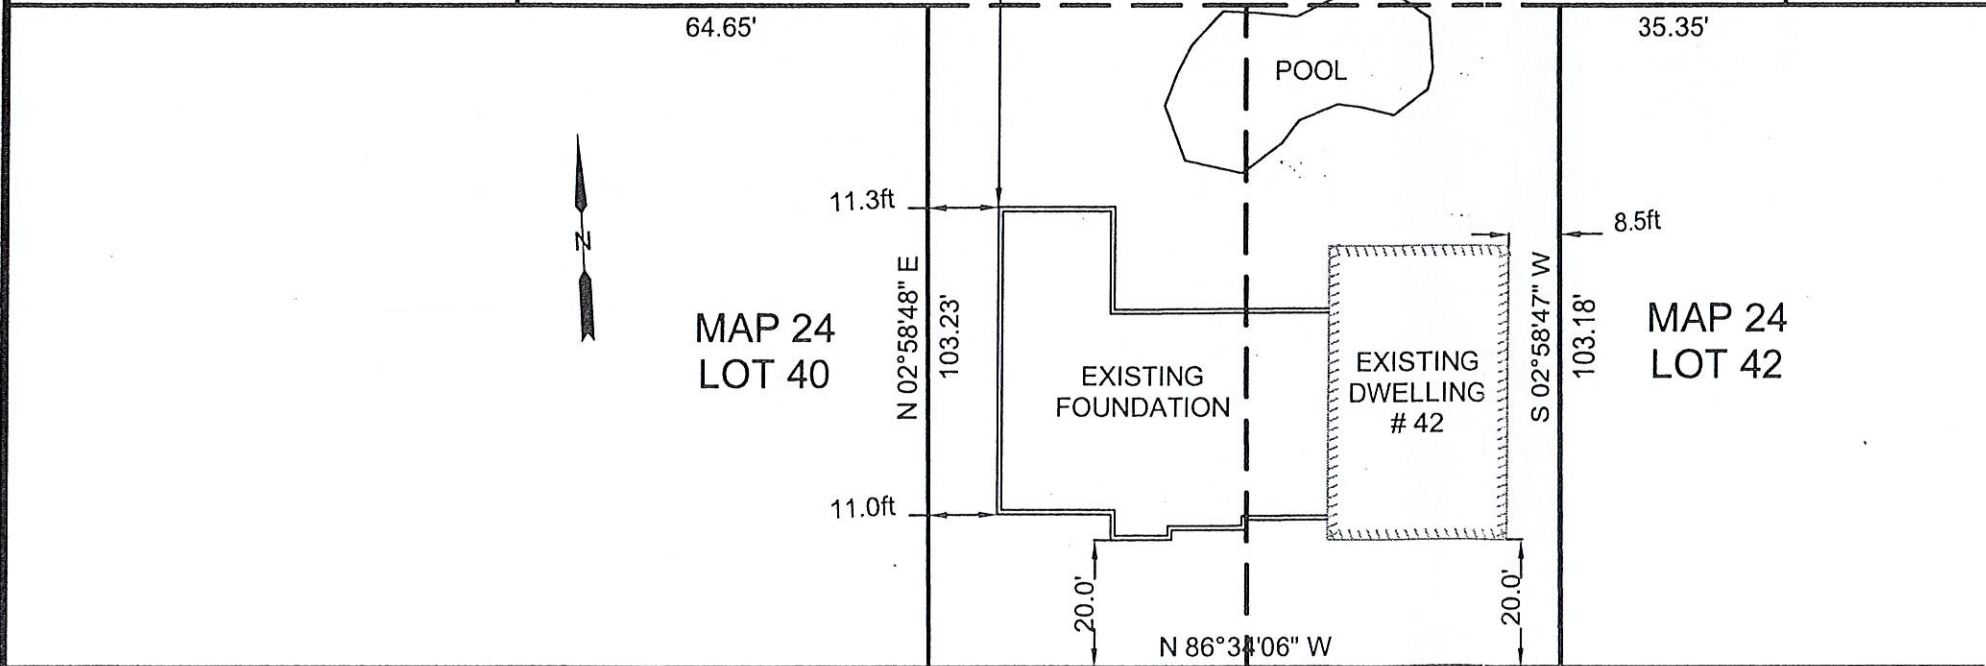 64.65'
35.35'
POOL
N
11.3ft
8.5ft
N 02°58'48" E
103.23'
S 02°58'47" W
103.18'
MAP 24
LOT 40
MAP 24
LOT 42
EXISTING
FOUNDATION
EXISTING
DWELLING
# 42
11.0ft
20.0'
20.0'
N 86°34'06" W